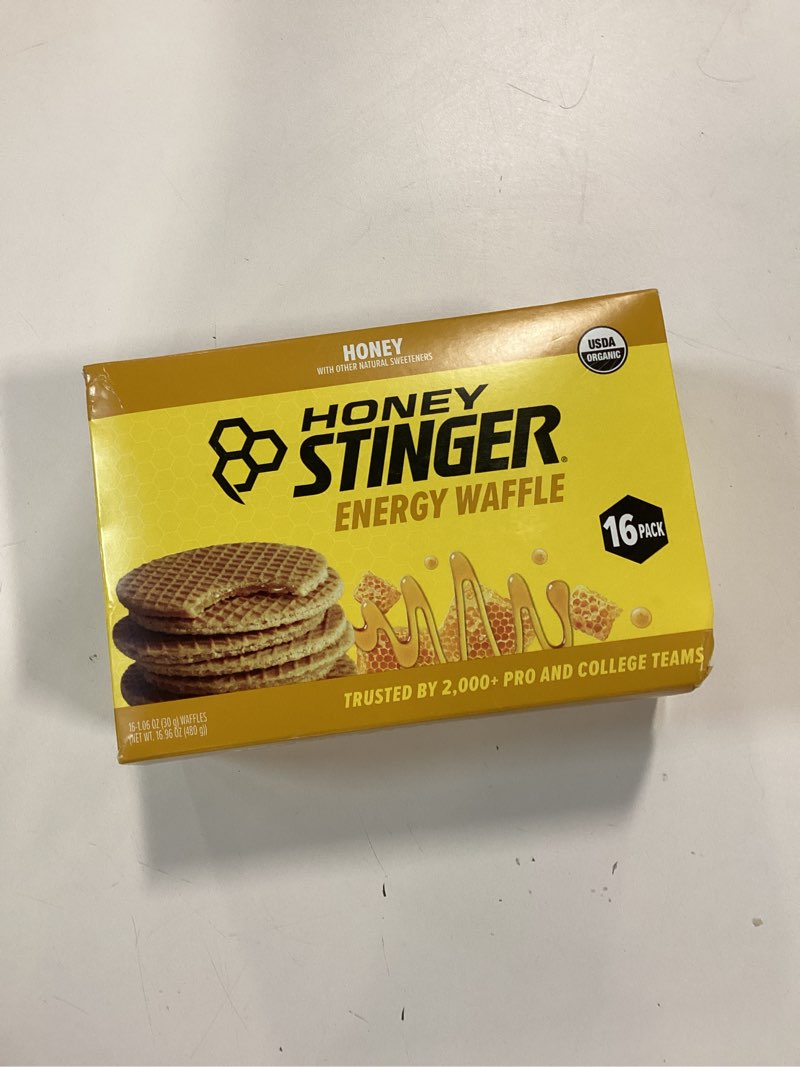 HONEY
WITH OTHER NATURAL SWEETENERS
USDA
ORGANIC
HONEY
STINGER®
ENERGY WAFFLE
16 PACK
TRUSTED BY 2,000+ PRO AND COLLEGE TEAMS
16-1.06 OZ (30 g) WAFFLES
(NET WT. 16.96 OZ (480 g))